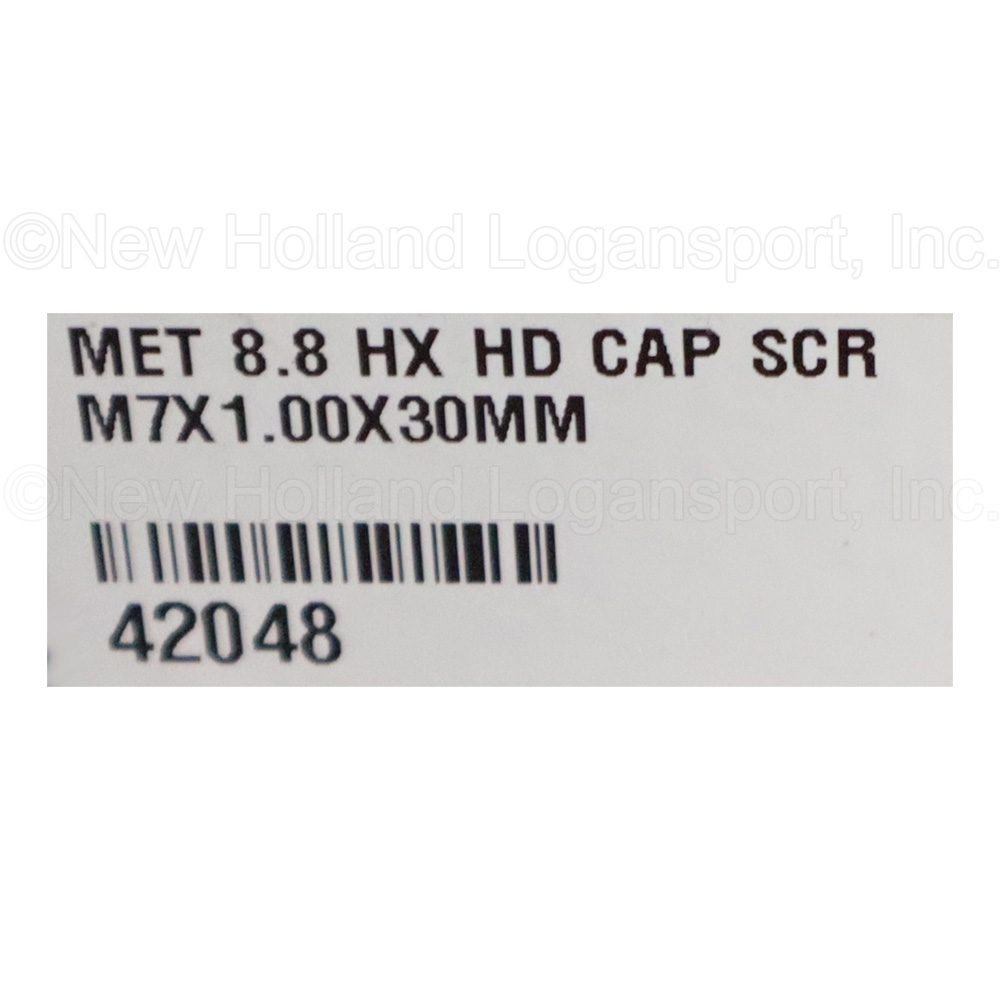 ©New Holland Logansport, Inc.
MET 8.8 HX HD CAP SCR
M7X1.00X30MM
©New Holland Logansport, Inc.
42048